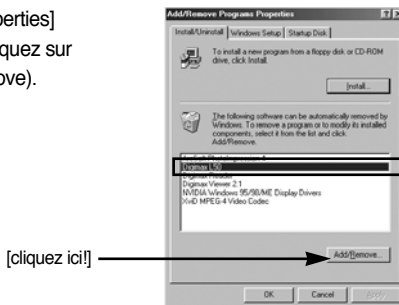 perties]
iquez sur
ove).
[cliquez ici!]
Add/Remove Programs Properties
Install/Uninstall Windows Setup Startup Disk
To install a new program from a floppy disk or CD-ROM
drive, click Install.
Install...
The following software can be automatically removed by
Windows. To remove a program or to modify its installed
components, select it from the list and click
Add/Remove.
Digimax L50
Digimax Reader
Digimax Viewer 2.1
NVIDIA Windows 95/98/ME Display Drivers
XviD MPEG-4 Video Codec
Add/Remove...
OK Cancel Apply